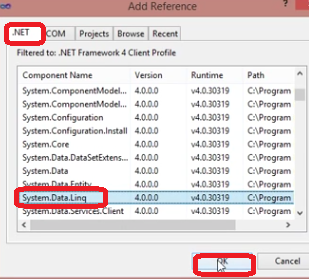 Add Reference
.NET COM Projects Browse Recent
Filtered to: .NET Framework 4 Client Profile
Component Name Version Runtime Path
System.ComponentModel... 4.0.0.0 v4.0.30319 C:\Program
System.ComponentModel... 4.0.0.0 v4.0.30319 C:\Program
System.Configuration 4.0.0.0 v4.0.30319 C:\Program
System.Configuration.Install 4.0.0.0 v4.0.30319 C:\Program
System.Core 4.0.0.0 v4.0.30319 C:\Program
System.Data.DataSetExtens... 4.0.0.0 v4.0.30319 C:\Program
System.Data 4.0.0.0 v4.0.30319 C:\Program
System.Data.Entity 4.0.0.0 v4.0.30319 C:\Program
System.Data.Linq 4.0.0.0 v4.0.30319 C:\Program
System.Data.Services.Client 4.0.0.0 v4.0.30319 C:\Program
OK Cancel